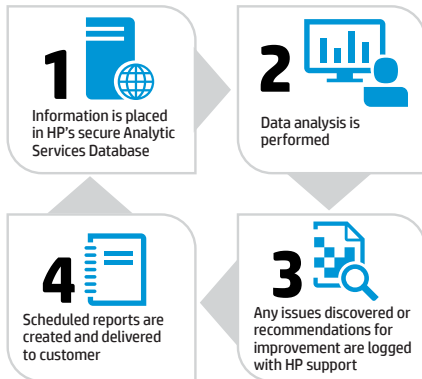 1
Information is placed
in HP's secure Analytic
Services Database
2
Data analysis is
performed
3
Any issues discovered or
recommendations for
improvement are logged
with HP support
4
Scheduled reports are
created and delivered
to customer